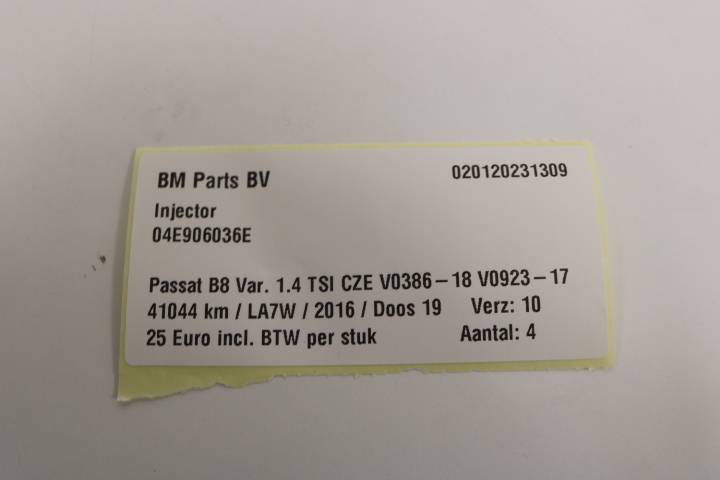 BM Parts BV 020120231309
Injector
04E906036E
Passat B8 Var. 1.4 TSI CZE V0386-18 V0923-17
41044 km / LA7W / 2016 / Doos 19 Verz: 10
25 Euro incl. BTW per stuk Aantal: 4